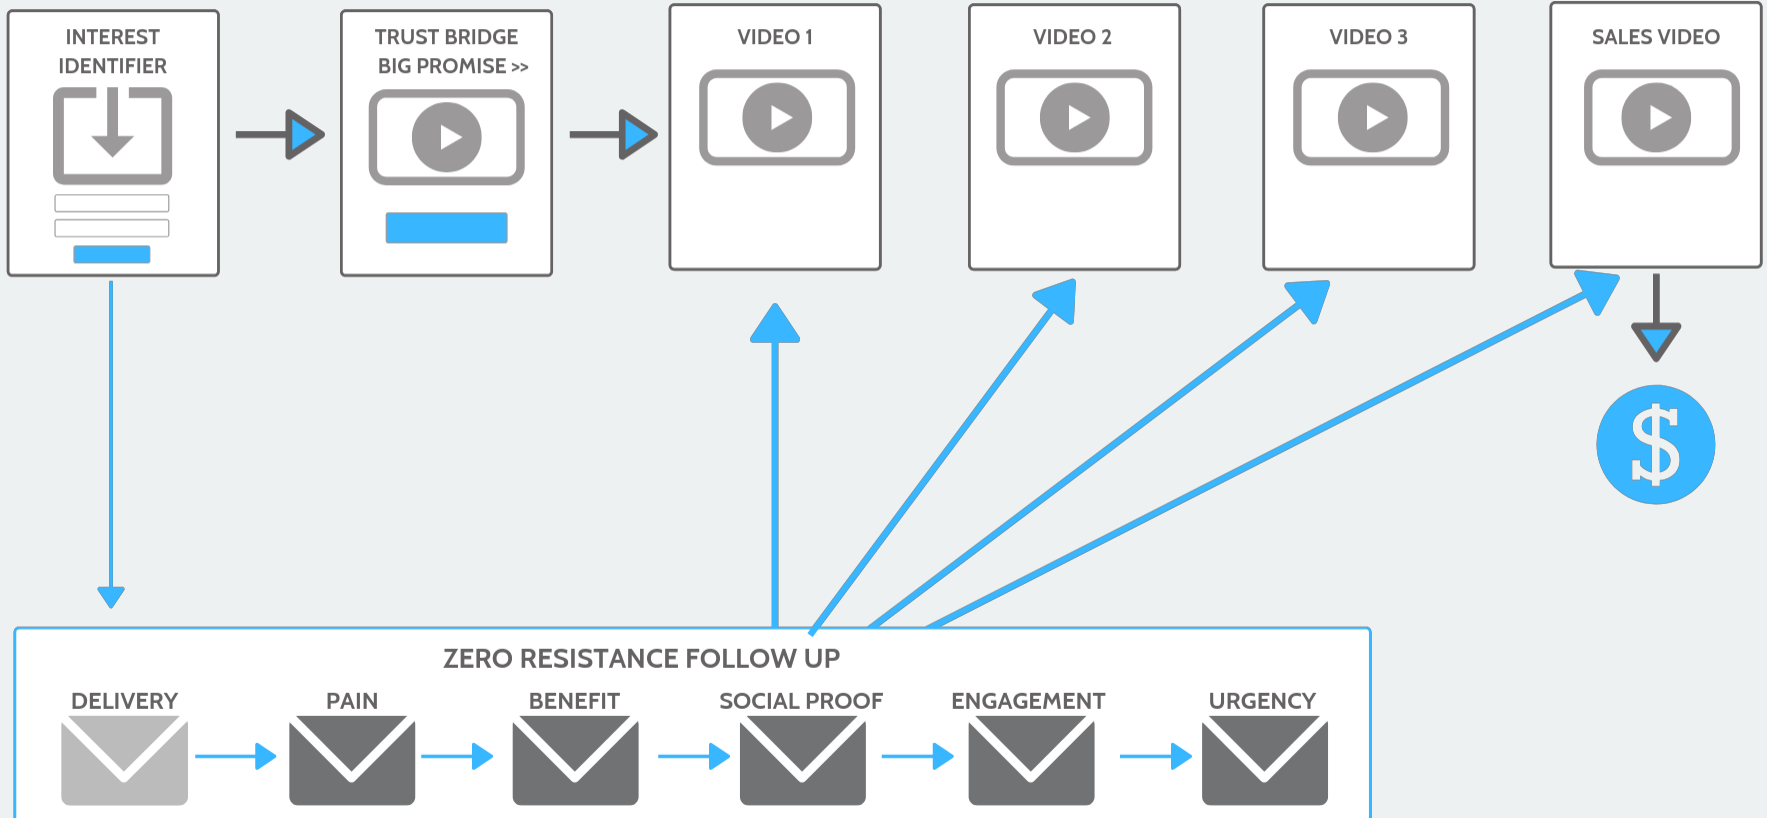 INTEREST
IDENTIFIER
TRUST BRIDGE
BIG PROMISE >>
VIDEO 1
VIDEO 2
VIDEO 3
SALES VIDEO
$
ZERO RESISTANCE FOLLOW UP
DELIVERY
PAIN
BENEFIT
SOCIAL PROOF
ENGAGEMENT
URGENCY